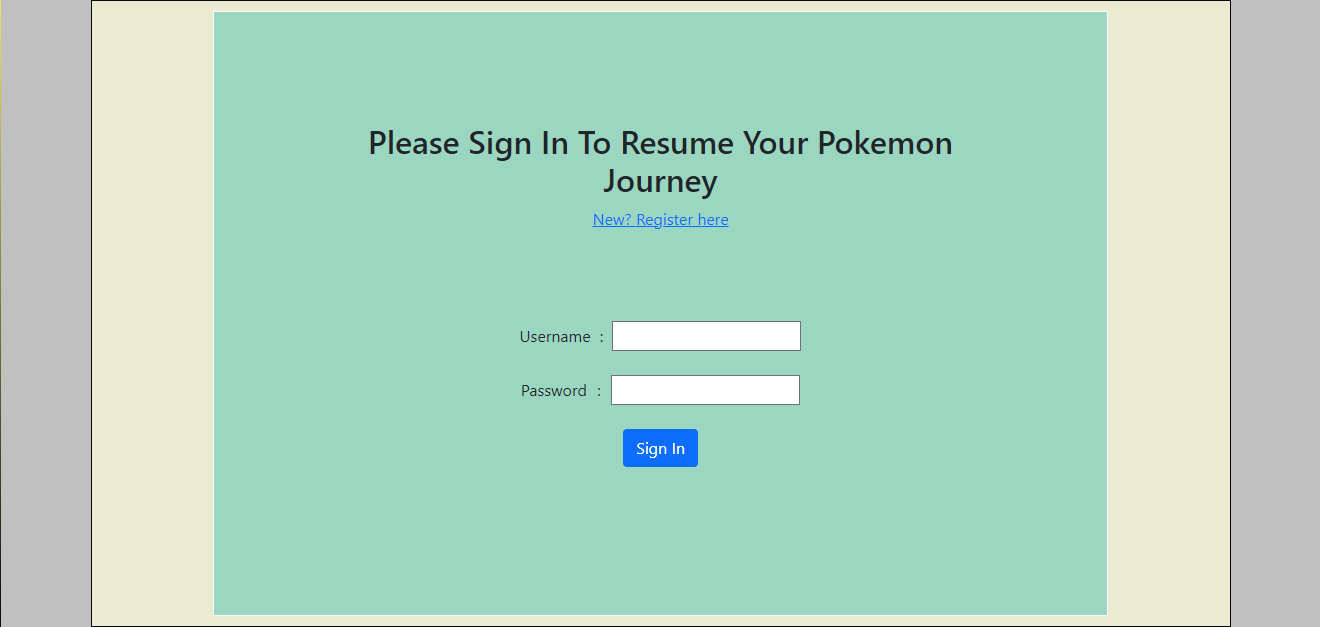 Please Sign In To Resume Your Pokemon
Journey
New? Register here
Username :
Password :
Sign In